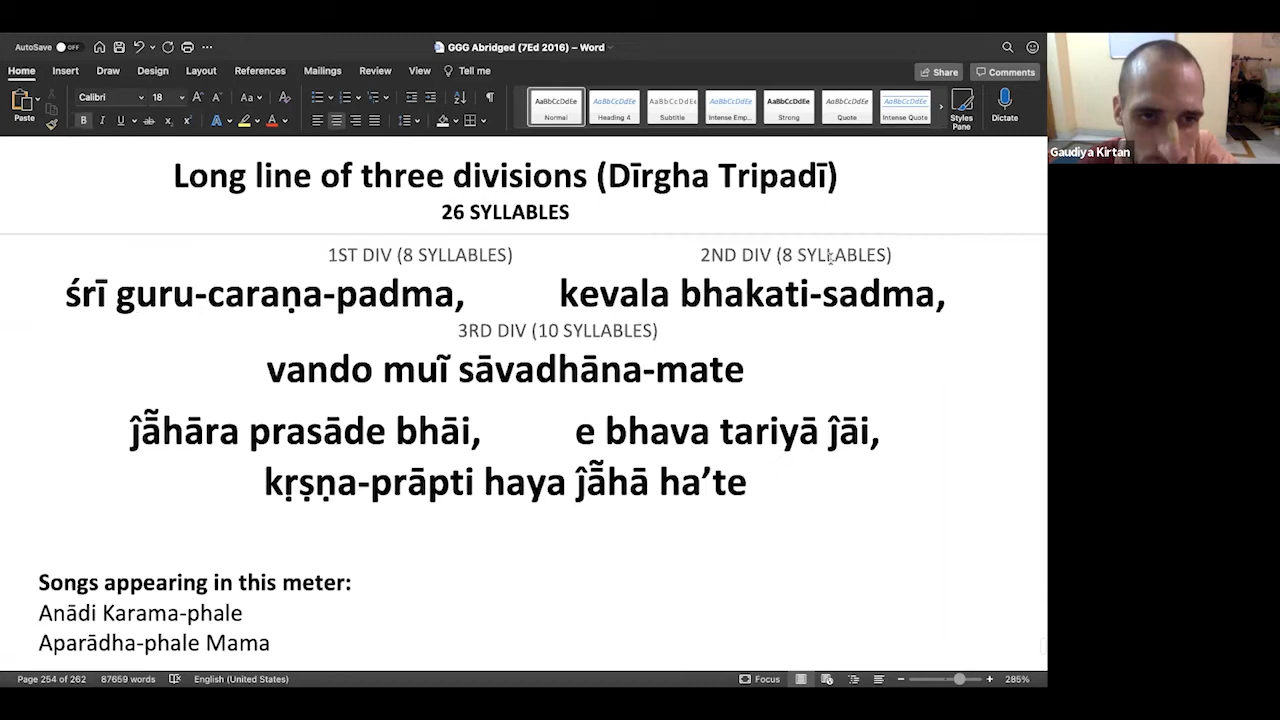 AutoSave OFF GGG Abridged (7Ed 2016) – Word
Home Insert Draw Design Layout References Mailings Review View Tell me Share Comments
Paste Calibri 18 AaBbCcDdEe AaBbCcDdEe AaBbCcDdEe AaBbCcDdEe AaBbCcDdEe AaBbCcDdEe AaBbCcDdEe
Normal Heading 4 Subtitle Intense Emp... Strong Quote Intense Quote Styles Pane Dictate
Gaudiya Kirtan
Long line of three divisions (Dīrgha Tripadī)
26 SYLLABLES
1ST DIV (8 SYLLABLES) 2ND DIV (8 SYLLABLES)
śrī guru-caraṇa-padma, kevala bhakati-sadma,
3RD DIV (10 SYLLABLES)
vando muĩ sāvadhāna-mate
ĵā̃hāra prasāde bhāi, e bhava tariyā ĵāi,
kṛṣṇa-prāpti haya ĵā̃hā ha’te
Songs appearing in this meter:
Anādi Karama-phale
Aparādha-phale Mama
Page 254 of 262 87659 words English (United States) Focus 285%